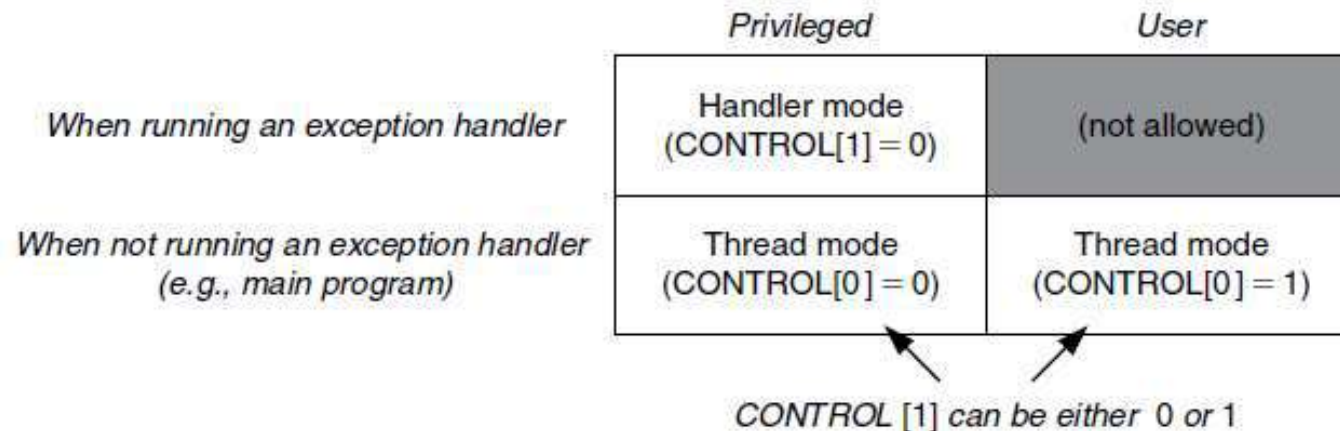 Privileged User
When running an exception handler
Handler mode
(CONTROL[1] = 0)
(not allowed)
When not running an exception handler
(e.g., main program)
Thread mode
(CONTROL[0] = 0)
Thread mode
(CONTROL[0] = 1)
CONTROL [1] can be either 0 or 1